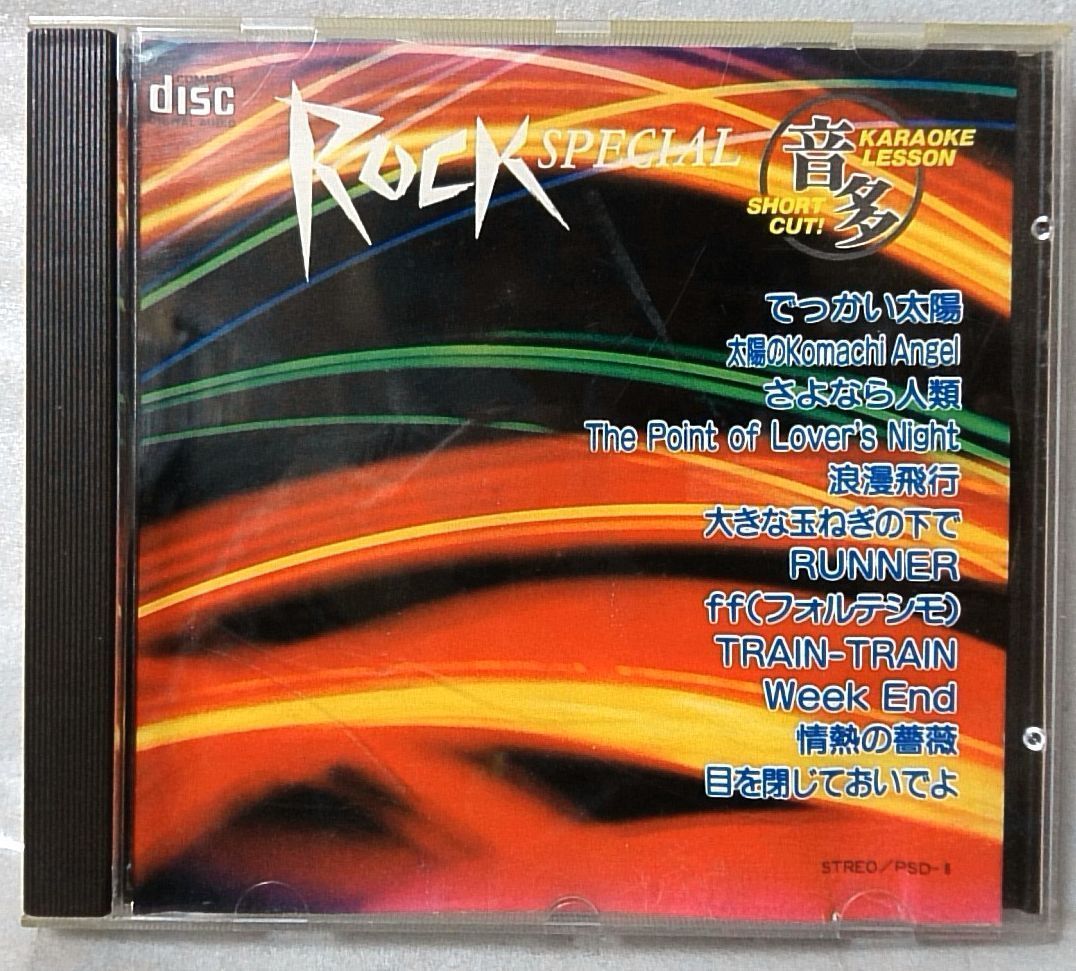 COMPACT
disc
DIGITAL AUDIO
ROCK SPECIAL
音多
KARAOKE
LESSON
SHORT
CUT!
でっかい太陽
太陽のKomachi Angel
さよなら人類
The Point of Lover's Night
浪漫飛行
大きな玉ねぎの下で
RUNNER
ff(フォルテシモ)
TRAIN-TRAIN
Week End
情熱の薔薇
目を閉じておいでよ
STREO/PSD-